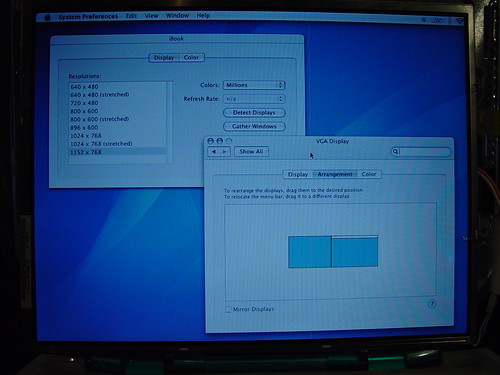 System Preferences Edit View Window Help
iBook
Display Color
Resolutions:
640 x 480
640 x 480 (stretched)
720 x 480
800 x 600
800 x 600 (stretched)
896 x 600
1024 x 768
1024 x 768 (stretched)
1152 x 768
Colors: Millions
Refresh Rate: n/a
Detect Displays
Gather Windows
VGA Display
Show All
Display Arrangement Color
To rearrange the displays, drag them to the desired position.
To relocate the menu bar, drag it to a different display.
Mirror Displays
?